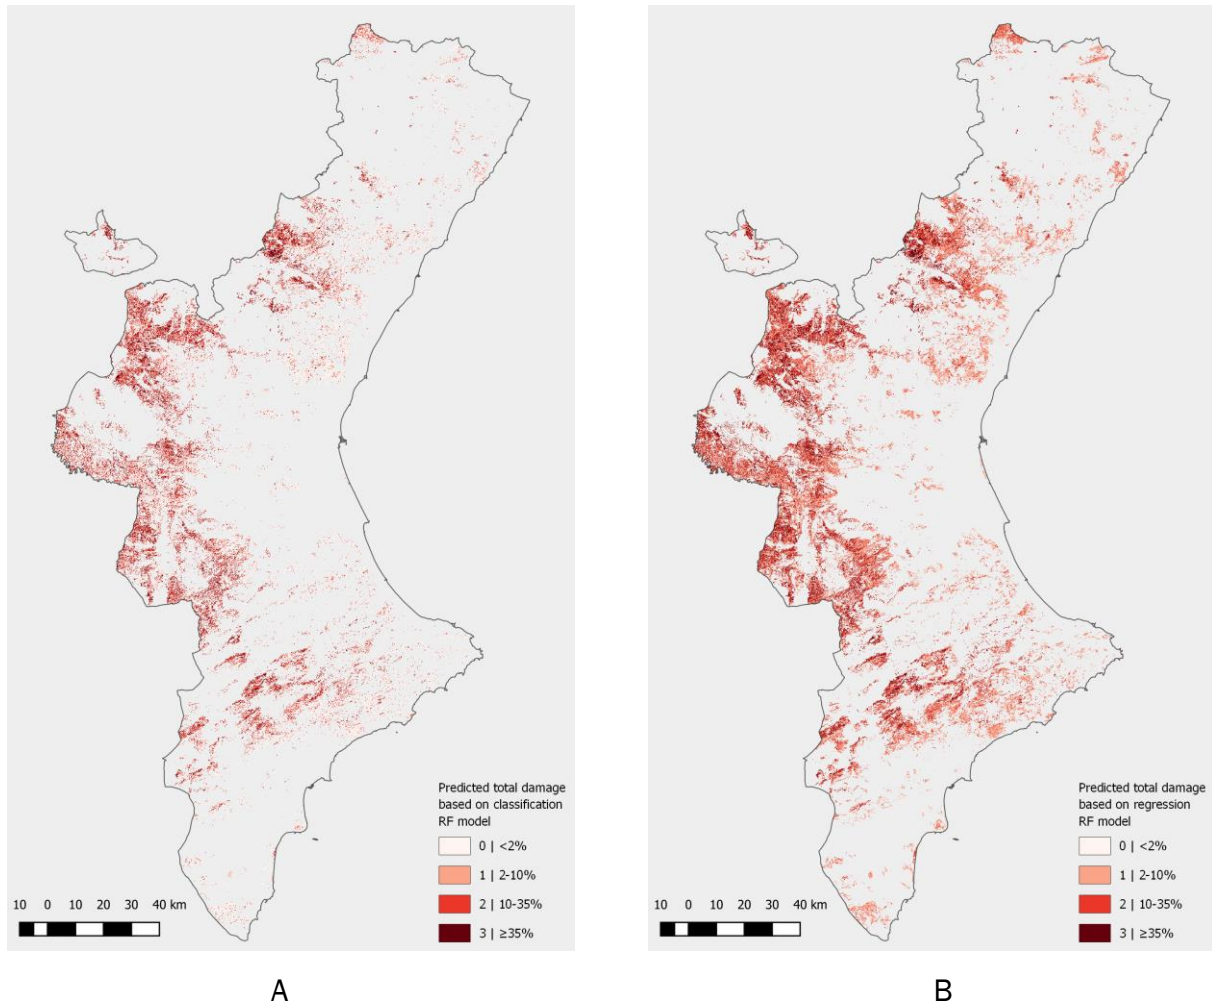 Predicted total damage
based on classification
RF model
0 | <2%
1 | 2-10%
2 | 10-35%
3 | ≥35%
10 0 10 20 30 40 km
A
Predicted total damage
based on regression
RF model
0 | <2%
1 | 2-10%
2 | 10-35%
3 | ≥35%
10 0 10 20 30 40 km
B